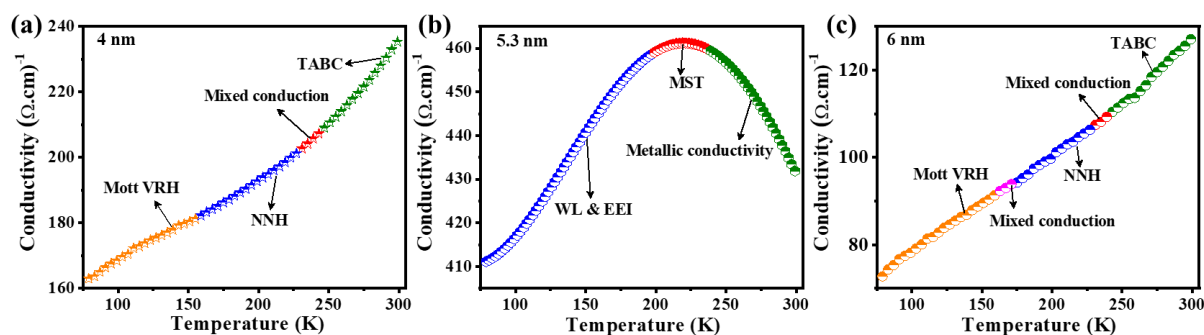 (a)
4 nm
240
220
200
180
160
Conductivity (Ω.cm)⁻¹
TABC
Mixed conduction
Mott VRH
NNH
100
150
200
250
300
Temperature (K)
(b)
5.3 nm
460
450
440
430
420
410
Conductivity (Ω.cm)⁻¹
MST
Metallic conductivity
WL & EEI
100
150
200
250
300
Temperature (K)
(c)
6 nm
120
100
80
Conductivity (Ω.cm)⁻¹
TABC
Mixed conduction
Mott VRH
NNH
Mixed conduction
100
150
200
250
300
Temperature (K)